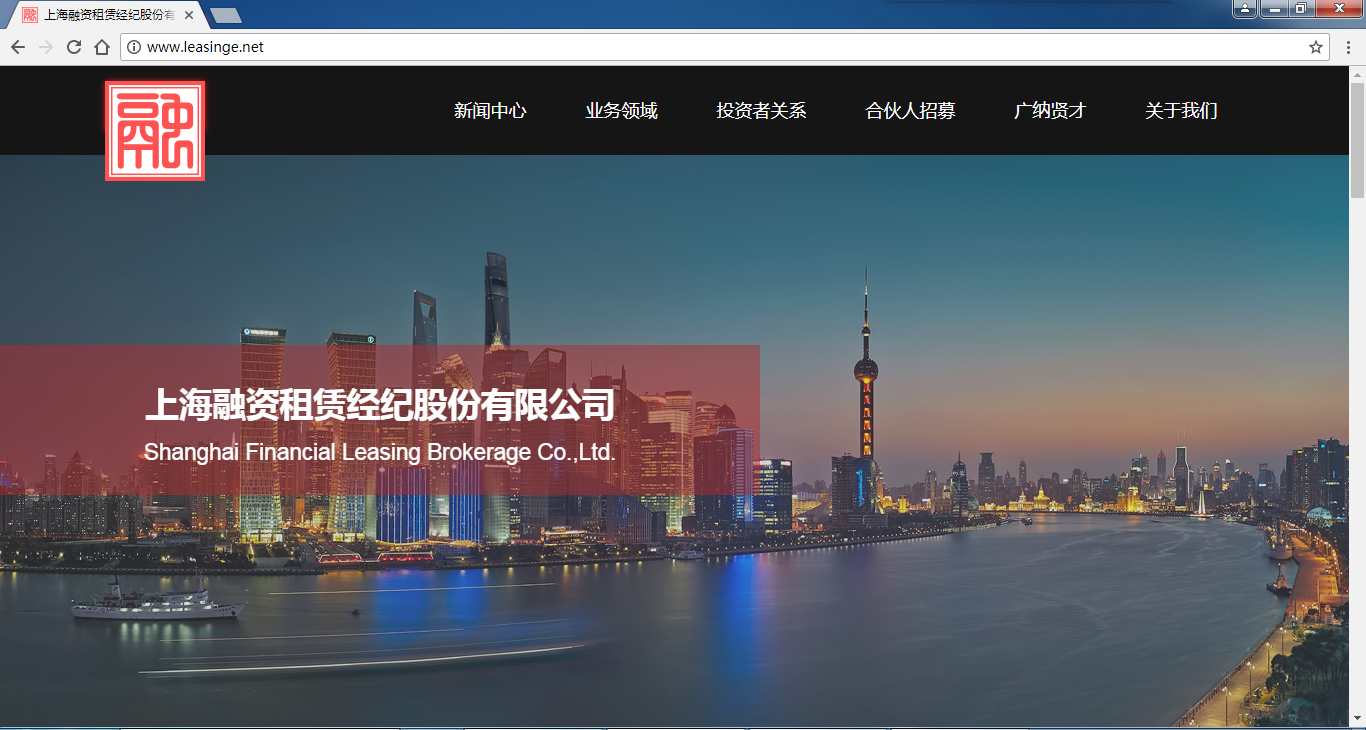 上海融资租赁经纪股份有
www.leasinge.net
融
新闻中心 业务领域 投资者关系 合伙人招募 广纳贤才 关于我们
上海融资租赁经纪股份有限公司
Shanghai Financial Leasing Brokerage Co.,Ltd.